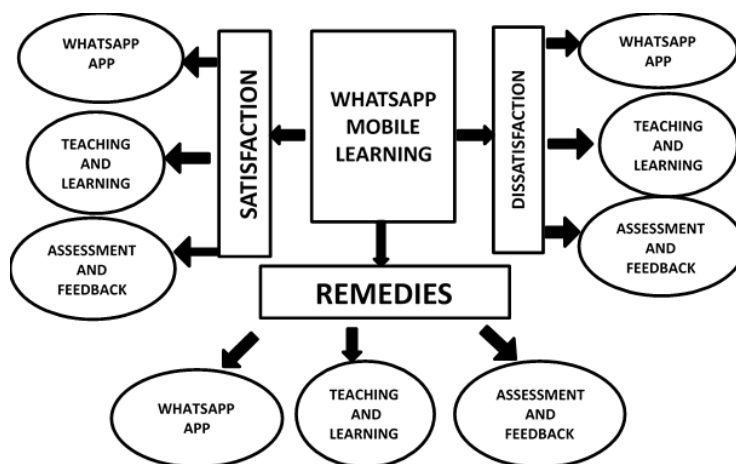 WHATSAPP
APP
TEACHING
AND
LEARNING
ASSESSMENT
AND
FEEDBACK
SATISFACTION
WHATSAPP
MOBILE
LEARNING
DISSATISFACTION
WHATSAPP
APP
TEACHING
AND
LEARNING
ASSESSMENT
AND
FEEDBACK
REMEDIES
WHATSAPP
APP
TEACHING
AND
LEARNING
ASSESSMENT
AND
FEEDBACK